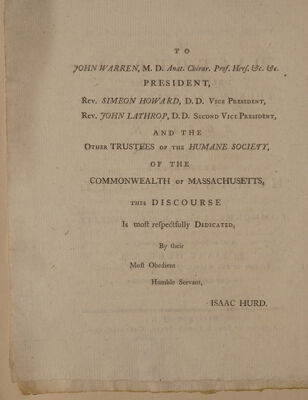 TO
JOHN WARREN, M. D. Anat. Chirur. Prof. Harf. &c. &c.
PRESIDENT,
Rev. SIMEON HOWARD, D. D. Vice President,
Rev. JOHN LATHROP, D. D. Second Vice President,
AND THE
Other TRUSTEES of the HUMANE SOCIETY,
OF THE
COMMONWEALTH of MASSACHUSETTS,
THIS DISCOURSE
Is moſt reſpectfully Dedicated,
By their
Moſt Obedient
Humble Servant,
ISAAC HURD.